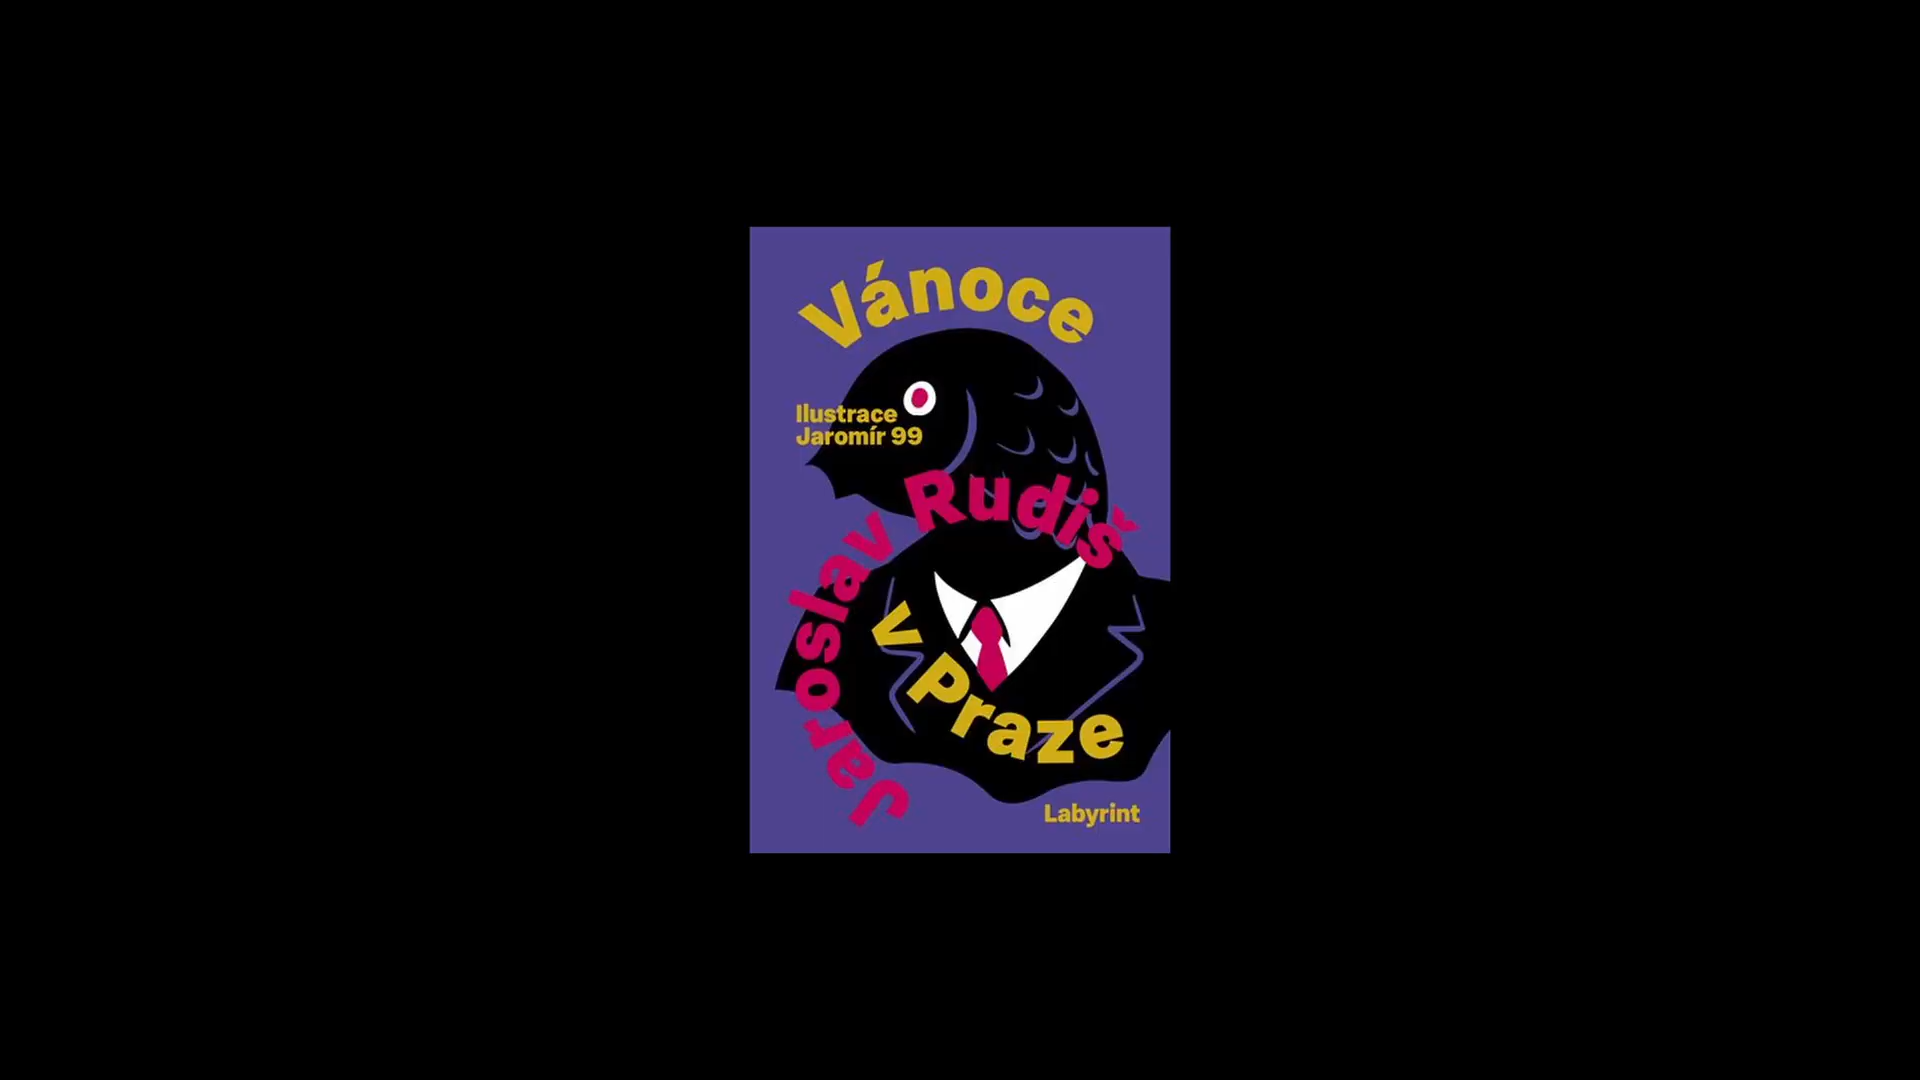 Vánoce
Ilustrace
Jaromír 99
Jaroslav Rudiš
v Praze
Labyrint